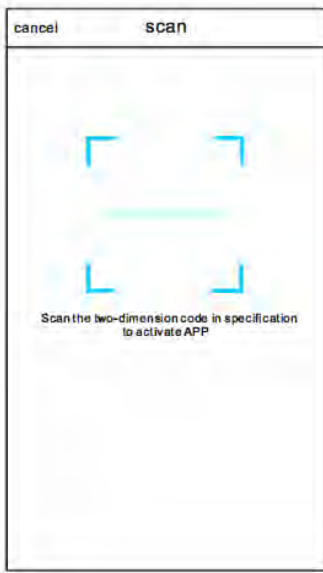 cancel scan
Scan the two-dimension code in specification
to activate APP